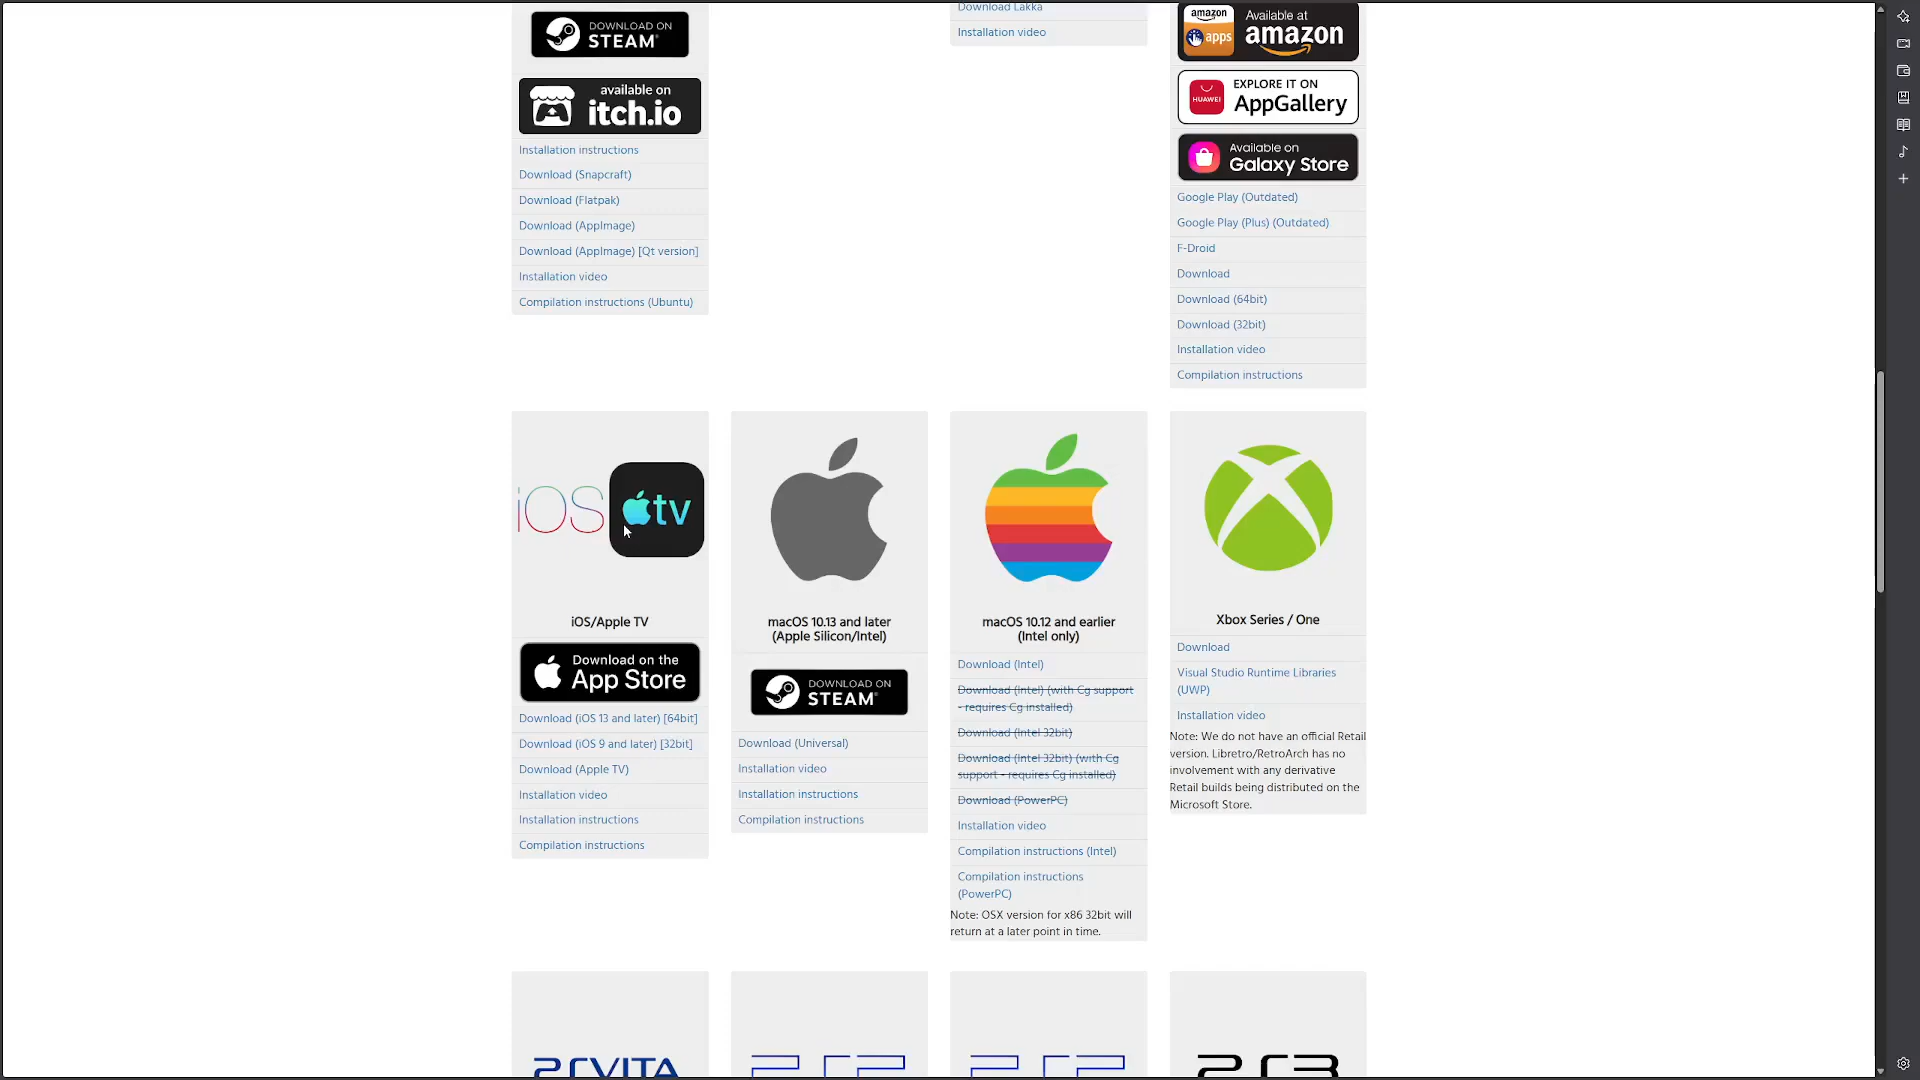 DOWNLOAD ON
STEAM
available on
itch.io
Installation instructions
Download (Snapcraft)
Download (Flatpak)
Download (AppImage)
Download (AppImage) [Qt version]
Installation video
Compilation instructions (Ubuntu)
Download Lakka
Installation video
amazon
apps
Available at
amazon
HUAWEI
EXPLORE IT ON
AppGallery
Available on
Galaxy Store
Google Play (Outdated)
Google Play (Plus) (Outdated)
F-Droid
Download
Download (64bit)
Download (32bit)
Installation video
Compilation instructions
iOS
tv
iOS/Apple TV
Download on the
App Store
Download (iOS 13 and later) [64bit]
Download (iOS 9 and later) [32bit]
Download (Apple TV)
Installation video
Installation instructions
Compilation instructions
macOS 10.13 and later
(Apple Silicon/Intel)
DOWNLOAD ON
STEAM
Download (Universal)
Installation video
Installation instructions
Compilation instructions
macOS 10.12 and earlier
(Intel only)
Download (Intel)
Download (Intel) (with Cg support
- requires Cg installed)
Download (Intel 32bit)
Download (Intel 32bit) (with Cg
support - requires Cg installed)
Download (PowerPC)
Installation video
Compilation instructions (Intel)
Compilation instructions
(PowerPC)
Note: OSX version for x86 32bit will
return at a later point in time.
Xbox Series / One
Download
Visual Studio Runtime Libraries
(UWP)
Installation video
Note: We do not have an official Retail
version. Libretro/RetroArch has no
involvement with any derivative
Retail builds being distributed on the
Microsoft Store.
PSVITA
PS2
PS2
PS3